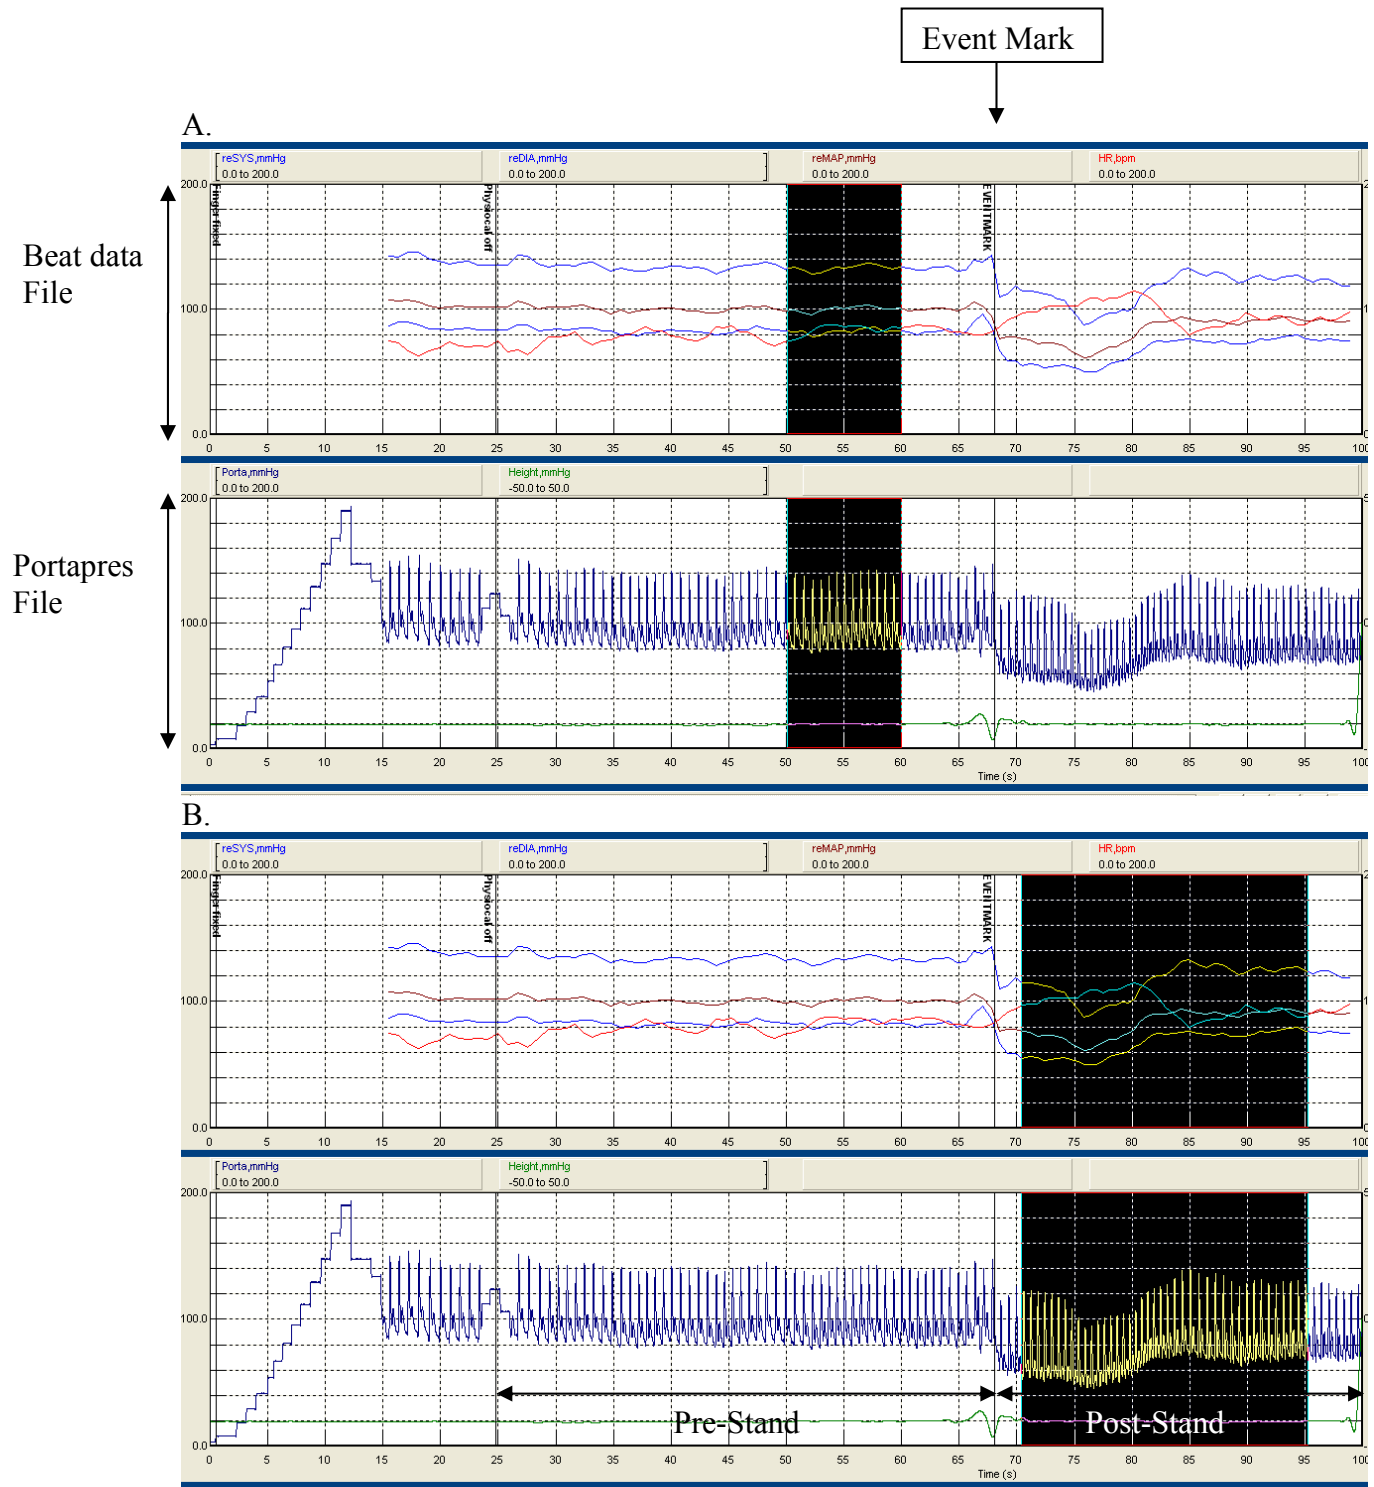 Event Mark
A.
reSYS,mmHg reDIA,mmHg reMAP,mmHg HR,bpm
0.0 to 200.0 0.0 to 200.0 0.0 to 200.0 0.0 to 200.0
200.0 Finger fixed Physiocal off EVENTMARK 2
Beat data
File
100.0 1
0.0 0
0 5 10 15 20 25 30 35 40 45 50 55 60 65 70 75 80 85 90 95 100
Porta,mmHg Height,mmHg
0.0 to 200.0 -50.0 to 50.0
200.0 5
Portapres
File
100.0 0
0.0 -
0 5 10 15 20 25 30 35 40 45 50 55 60 65 70 75 80 85 90 95 100
Time (s)
B.
reSYS,mmHg reDIA,mmHg reMAP,mmHg HR,bpm
0.0 to 200.0 0.0 to 200.0 0.0 to 200.0 0.0 to 200.0
200.0 Finger fixed Physiocal off EVENTMARK 2
100.0 1
0.0 0
0 5 10 15 20 25 30 35 40 45 50 55 60 65 70 75 80 85 90 95 100
Porta,mmHg Height,mmHg
0.0 to 200.0 -50.0 to 50.0
200.0 5
100.0 0
Pre-Stand Post-Stand
0.0 -
0 5 10 15 20 25 30 35 40 45 50 55 60 65 70 75 80 85 90 95 100
Time (s)